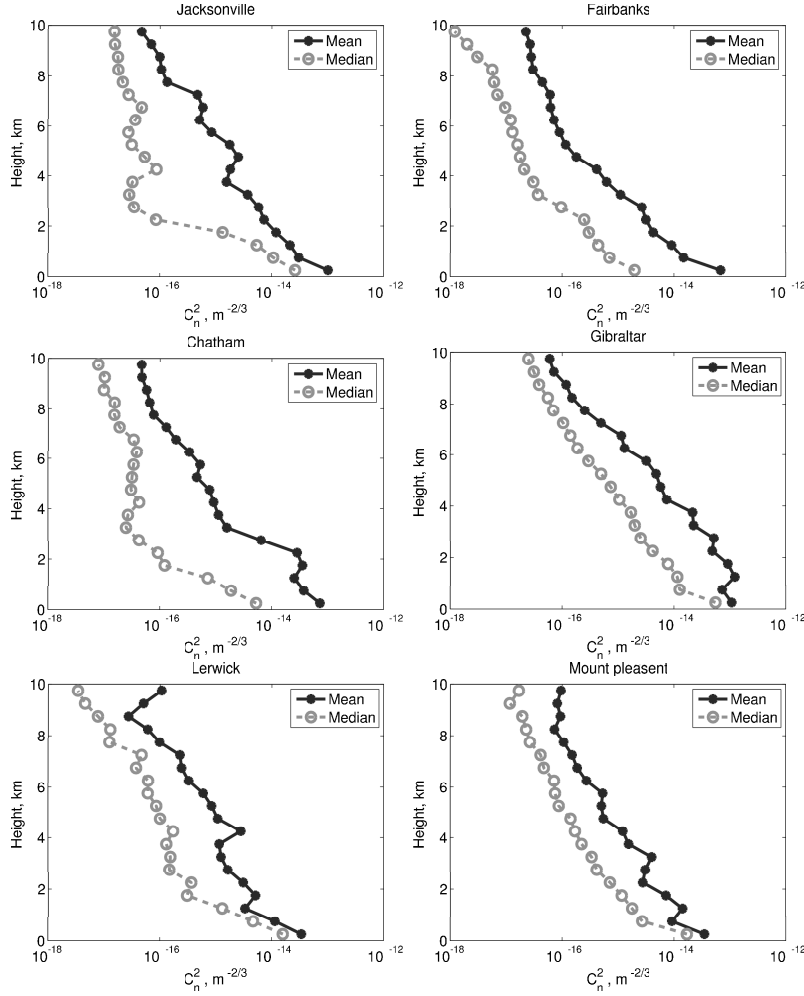 Jacksonville
10
8
6
4
2
0
Height, km
Mean
Median
10^-18
10^-16
10^-14
10^-12
C_n^2 , m^-2/3
Fairbanks
10
8
6
4
2
0
Height, km
Mean
Median
10^-18
10^-16
10^-14
10^-12
C_n^2 , m^-2/3
Chatham
10
8
6
4
2
0
Height, km
Mean
Median
10^-18
10^-16
10^-14
10^-12
C_n^2 , m^-2/3
Gibraltar
10
8
6
4
2
0
Height, km
Mean
Median
10^-18
10^-16
10^-14
10^-12
C_n^2 , m^-2/3
Lerwick
10
8
6
4
2
0
Height, km
Mean
Median
10^-18
10^-16
10^-14
10^-12
C_n^2 , m^-2/3
Mount pleasent
10
8
6
4
2
0
Height, km
Mean
Median
10^-18
10^-16
10^-14
10^-12
C_n^2 , m^-2/3